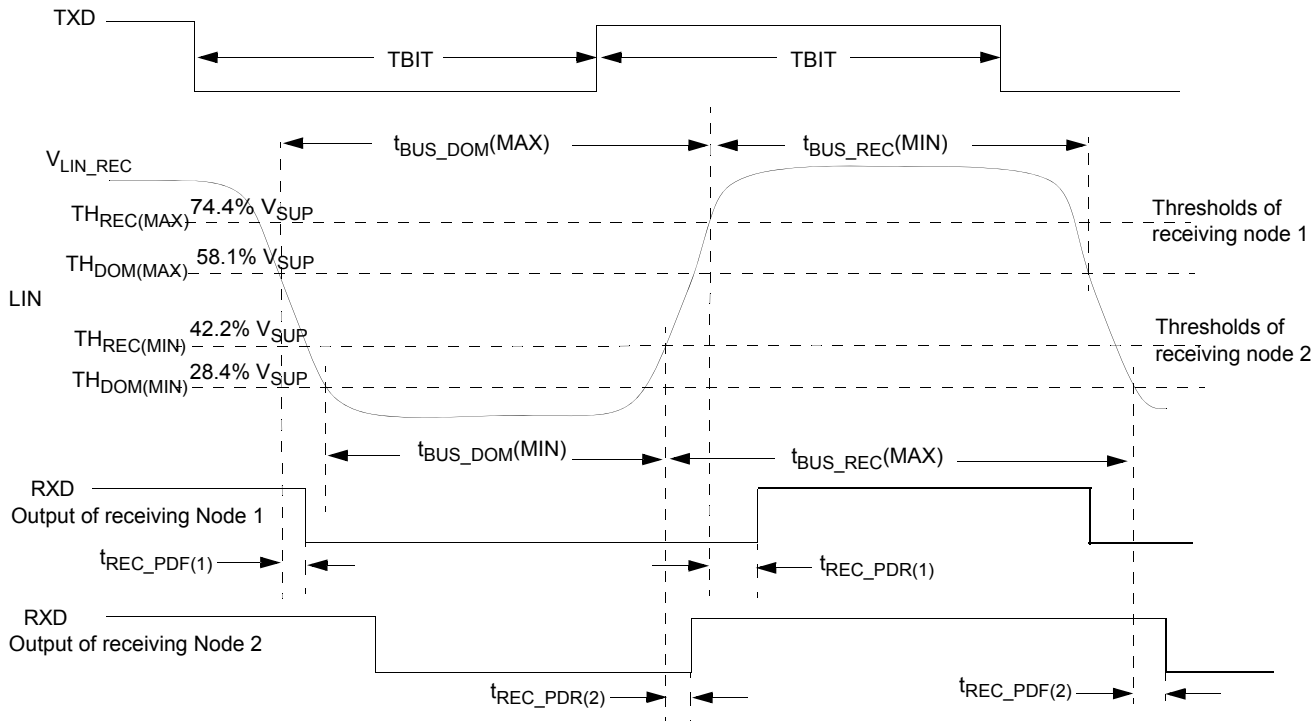 TXD
TBIT
TBIT
tBUS_DOM(MAX)
tBUS_REC(MIN)
VLIN_REC
THREC(MAX) 74.4% VSUP
Thresholds of
receiving node 1
THDOM(MAX) 58.1% VSUP
LIN
THREC(MIN) 42.2% VSUP
Thresholds of
receiving node 2
THDOM(MIN) 28.4% VSUP
tBUS_DOM(MIN)
tBUS_REC(MAX)
RXD
Output of receiving Node 1
tREC_PDF(1)
tREC_PDR(1)
RXD
Output of receiving Node 2
tREC_PDR(2)
tREC_PDF(2)